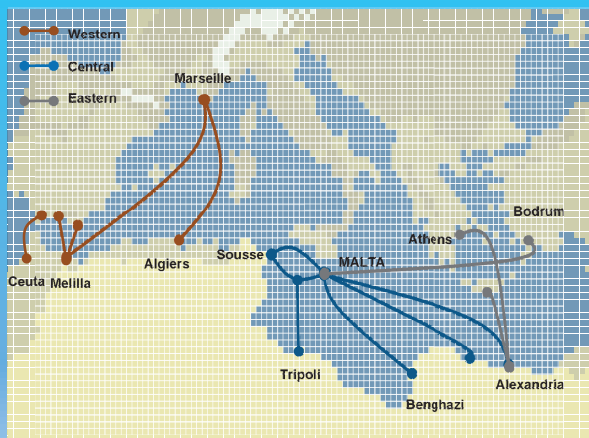 Western
Central
Eastern
Marseille
Bodrum
Athens
Sousse
MALTA
Algiers
Ceuta
Melilla
Tripoli
Alexandria
Benghazi